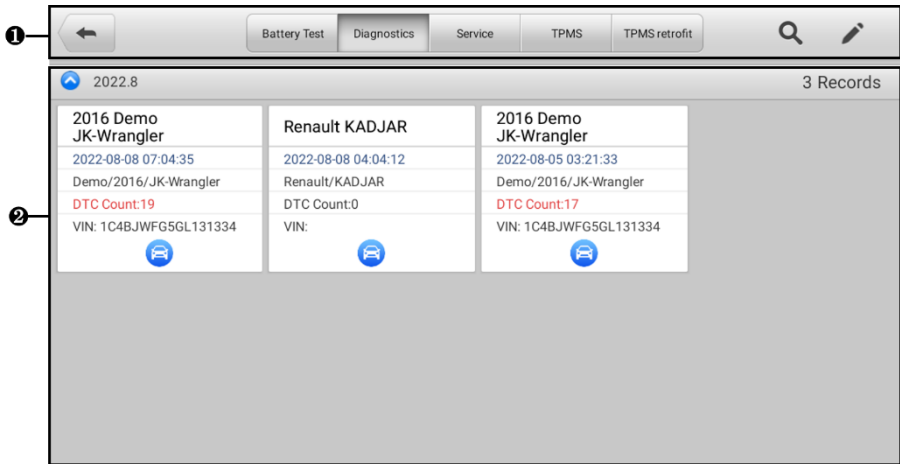 ❶
Battery Test Diagnostics Service TPMS TPMS retrofit
2022.8 3 Records
❷
2016 Demo
JK-Wrangler
2022-08-08 07:04:35
Demo/2016/JK-Wrangler
DTC Count:19
VIN: 1C4BJWFG5GL131334
Renault KADJAR
2022-08-08 04:04:12
Renault/KADJAR
DTC Count:0
VIN:
2016 Demo
JK-Wrangler
2022-08-05 03:21:33
Demo/2016/JK-Wrangler
DTC Count:17
VIN: 1C4BJWFG5GL131334